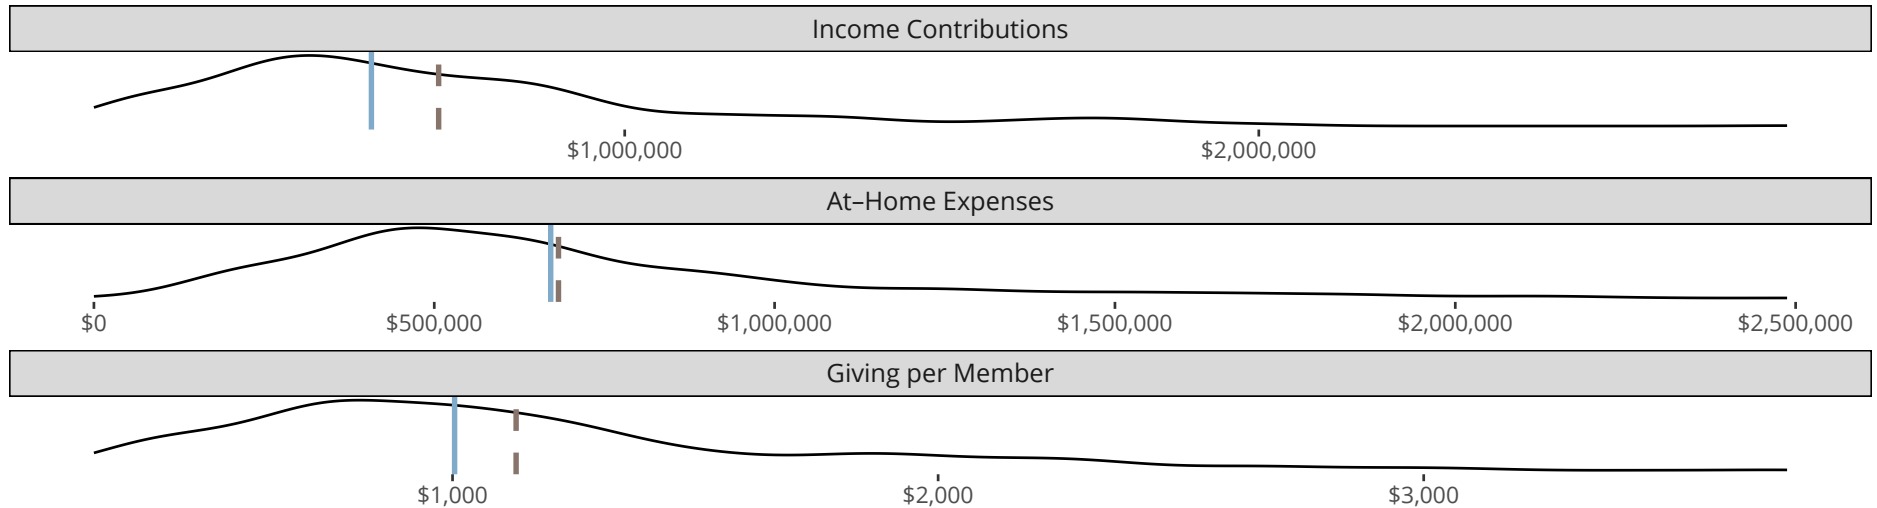 Income Contributions
$1,000,000 $2,000,000
At–Home Expenses
$0 $500,000 $1,000,000 $1,500,000 $2,000,000 $2,500,000
Giving per Member
$1,000 $2,000 $3,000